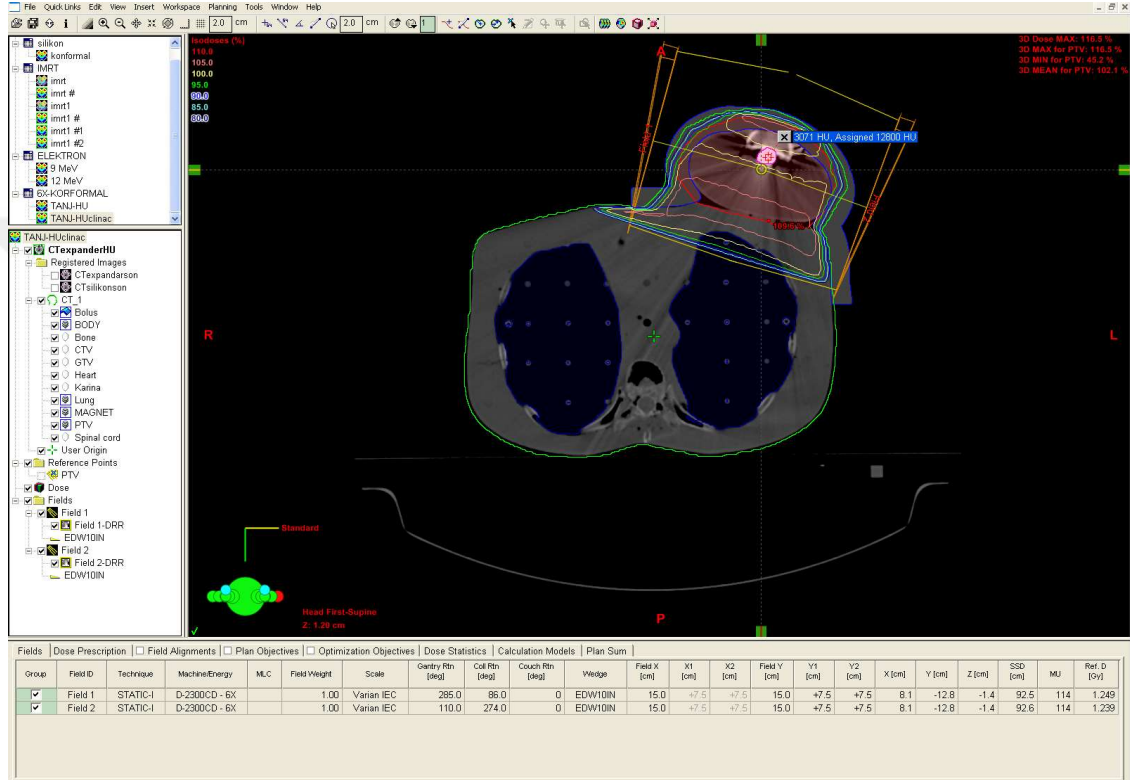 File Quick Links Edit View Insert Workspace Planning Tools Window Help
2.0 cm 2.0 cm 1
silikon
konformal
IMRT
imrt
imrt #
imrt1
imrt1 #
imrt1 #1
imrt1 #2
ELEKTRON
9 MeV
12 MeV
6X-KORFORMAL
TANJ-HU
TANJ-HUclinac
TANJ-HUclinac
CTexpanderHU
Registered Images
CTexpandarson
CTsilikonson
CT_1
Bolus
BODY
Bone
CTV
GTV
Heart
Karina
Lung
MAGNET
PTV
Spinal cord
User Origin
Reference Points
PTV
Dose
Fields
Field 1
Field 1-DRR
EDW10IN
Field 2
Field 2-DRR
EDW10IN
Isodoses (%)
110.0
105.0
100.0
95.0
90.0
85.0
80.0
3D Dose MAX: 116.5 %
3D MAX for PTV: 116.5 %
3D MIN for PTV: 45.2 %
3D MEAN for PTV: 102.1 %
A
3071 HU, Assigned 12800 HU
R
L
Standard
Head First-Supine
Z: 1.20 cm
P
Fields Dose Prescription Field Alignments Plan Objectives Optimization Objectives Dose Statistics Calculation Models Plan Sum
Group Field ID Technique Machine/Energy MLC Field Weight Scale Gantry Rtn [deg] Coll Rtn [deg] Couch Rtn [deg] Wedge Field X [cm] X1 [cm] X2 [cm] Field Y [cm] Y1 [cm] Y2 [cm] X [cm] Y [cm] Z [cm] SSD [cm] MU Ref. D [Gy]
Field 1 STATIC-I D-2300CD - 6X 1.00 Varian IEC 285.0 86.0 0 EDW10IN 15.0 +7.5 +7.5 15.0 +7.5 +7.5 8.1 -12.8 -1.4 92.5 114 1.249
Field 2 STATIC-I D-2300CD - 6X 1.00 Varian IEC 110.0 274.0 0 EDW10IN 15.0 +7.5 +7.5 15.0 +7.5 +7.5 8.1 -12.8 -1.4 92.6 114 1.239